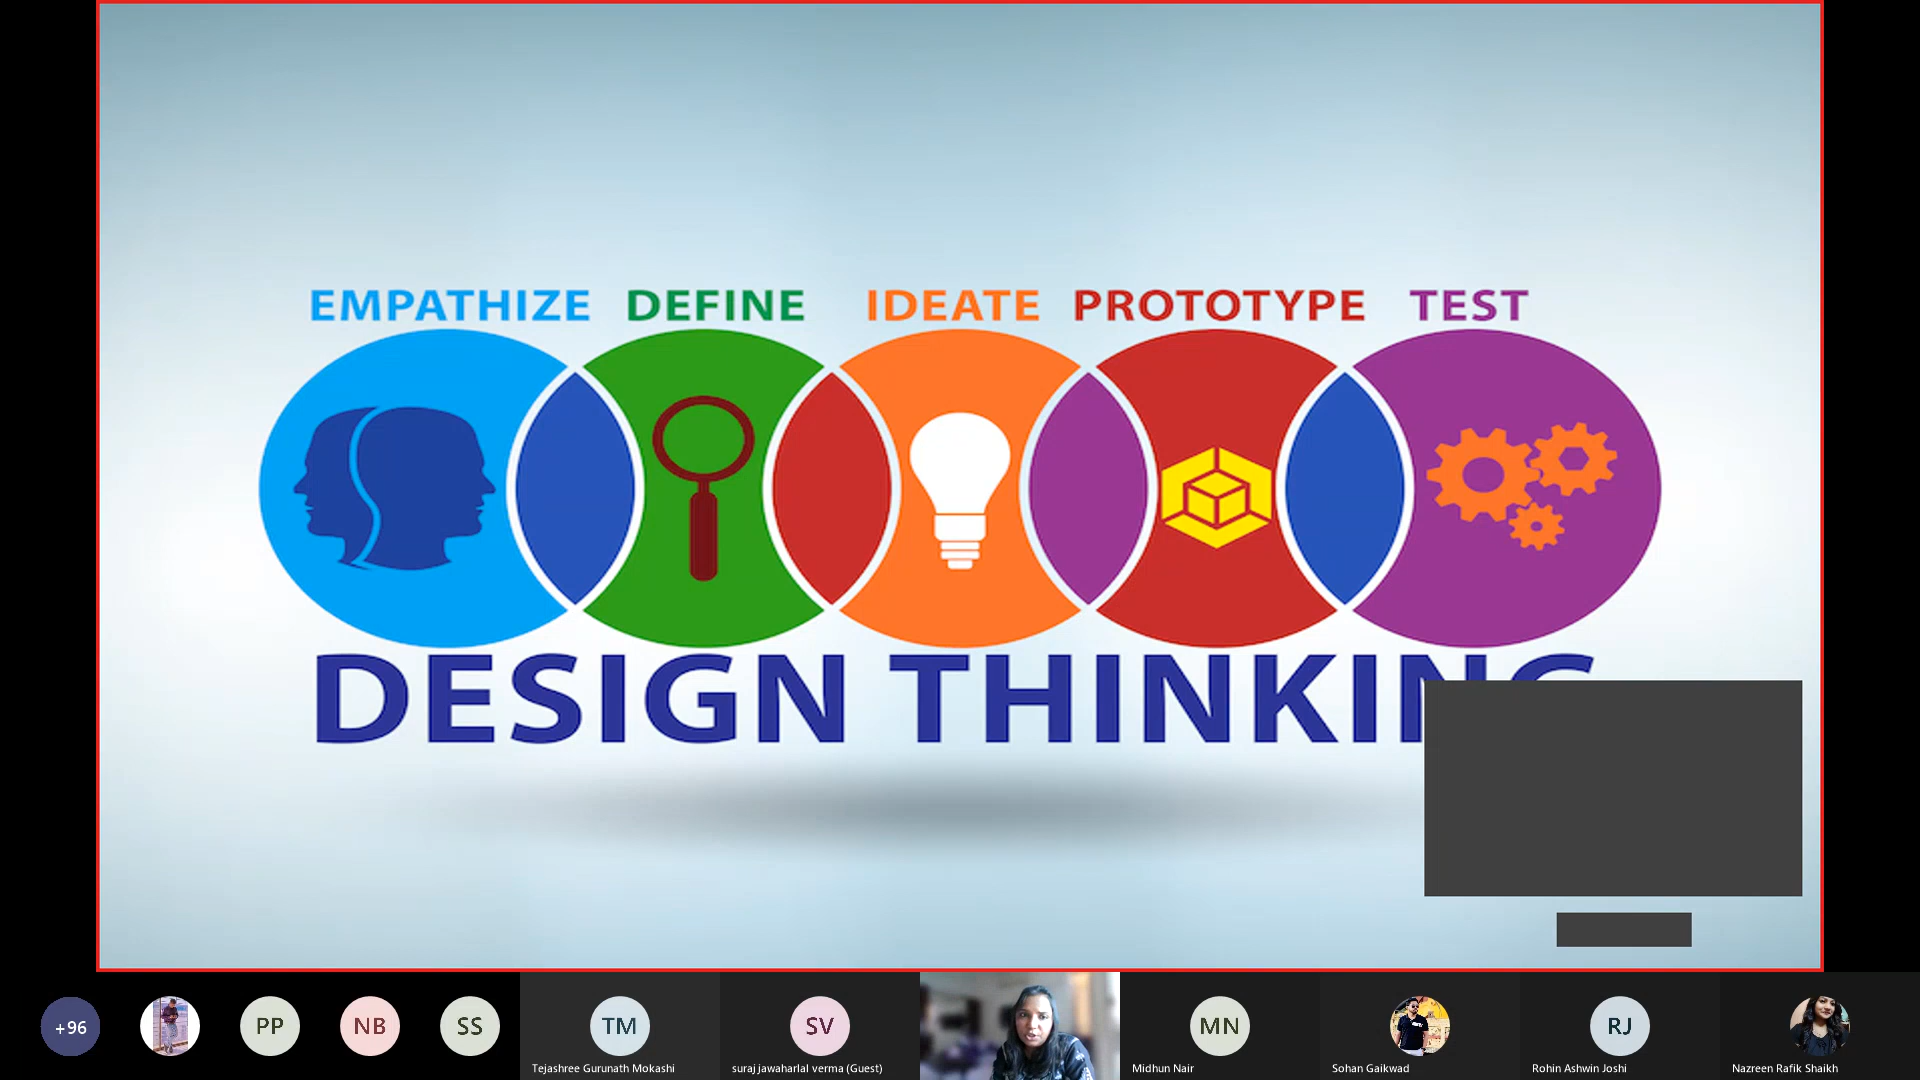 EMPATHIZE DEFINE IDEATE PROTOTYPE TEST
DESIGN THINKING
+96
PP
NB
SS
TM
SV
MN
RJ
Tejashree Gurunath Mokashi
suraj jawaharlal verma (Guest)
Midhun Nair
Sohan Gaikwad
Rohin Ashwin Joshi
Nazreen Rafik Shaikh